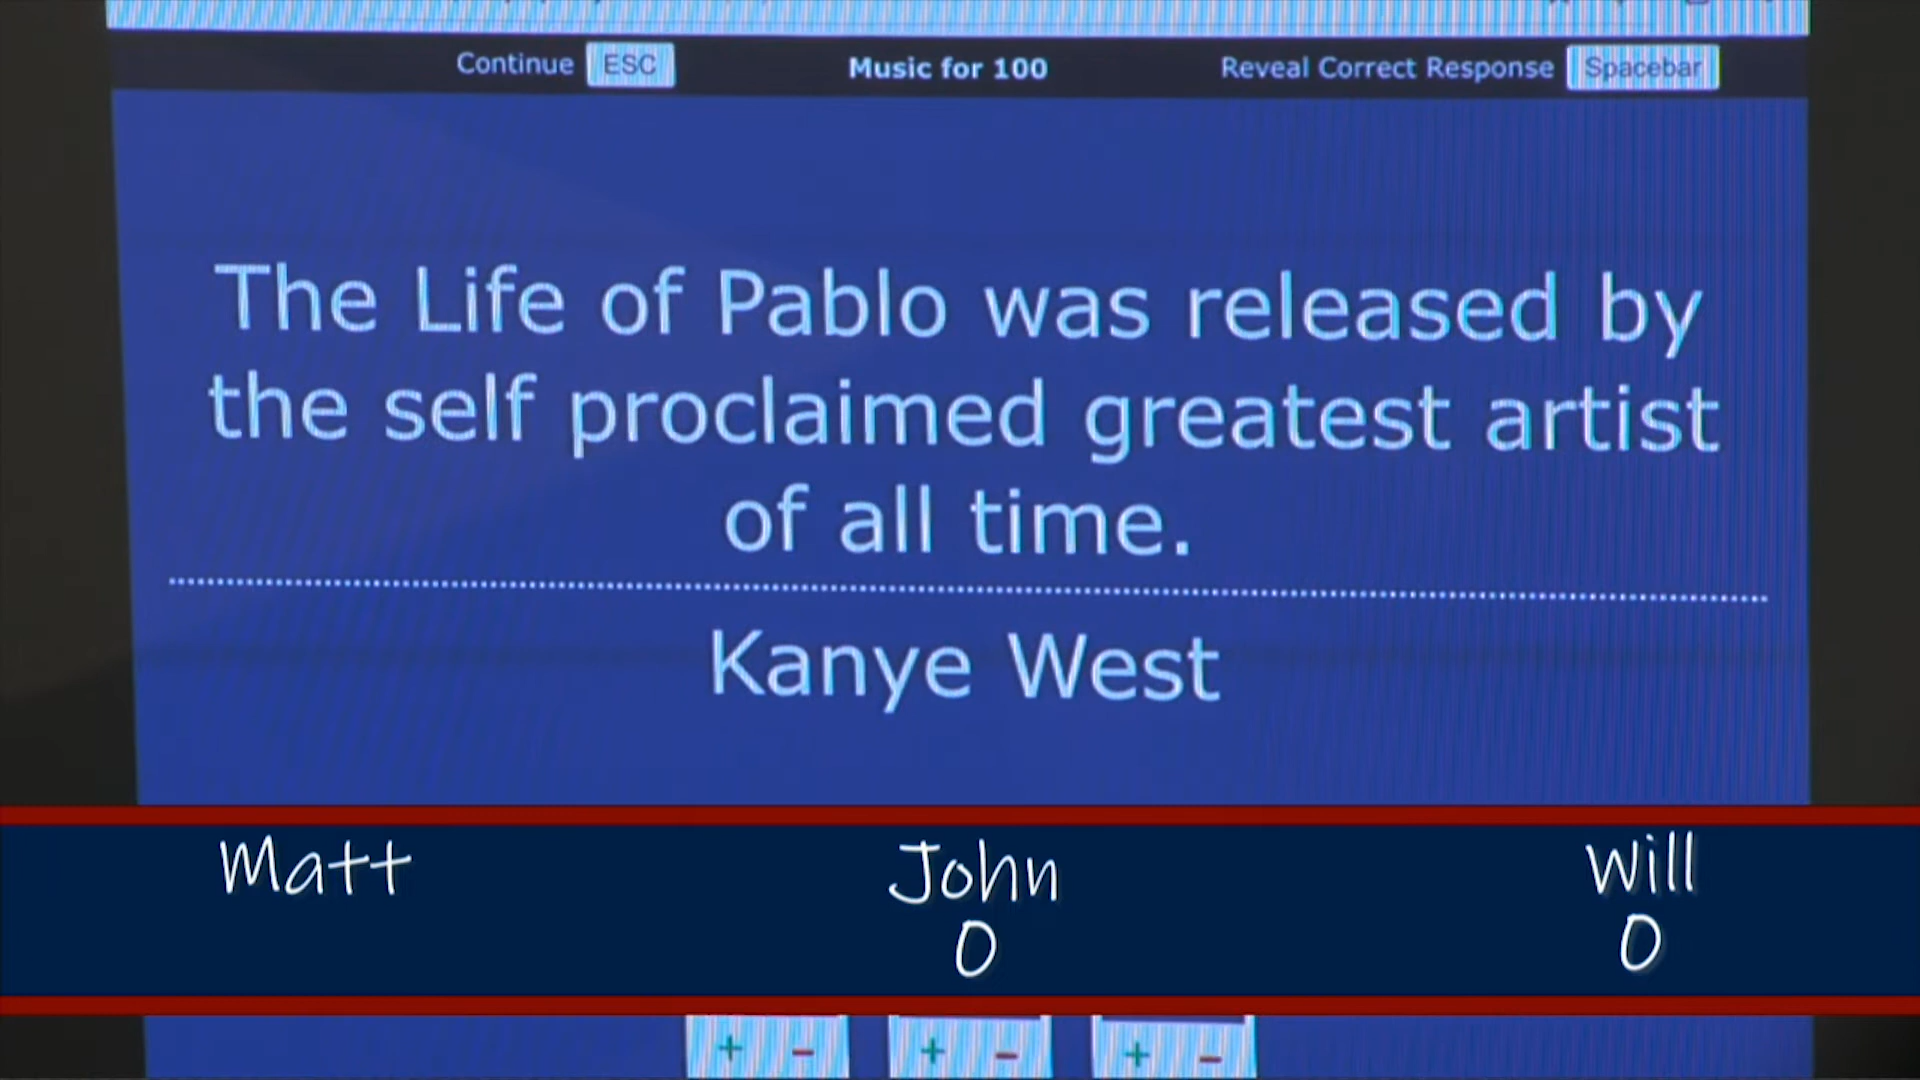 Continue ESC Music for 100 Reveal Correct Response Spacebar
The Life of Pablo was released by
the self proclaimed greatest artist
of all time.
Kanye West
Matt John Will
0 0
+ - + - + -